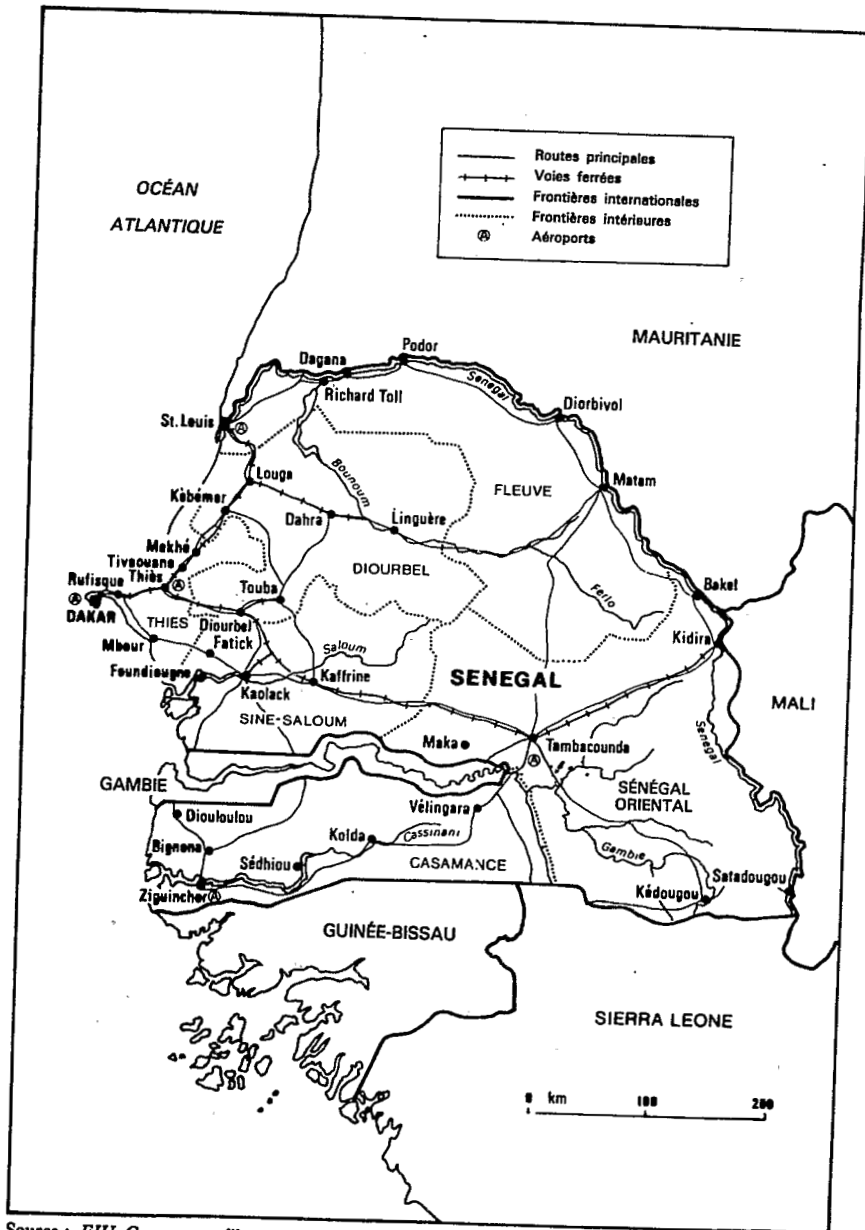 Routes principales
Voies ferrées
Frontières internationales
Frontières intérieures
Ⓐ Aéroports
OCÉAN
ATLANTIQUE
MAURITANIE
Podor
Dagana
Senegal
Richard Toll
Diorbivol
St. Louis Ⓐ
Bounoum
Louga
FLEUVE
Matam
Kébémer
Dahra
Linguère
Mekhé
Tivaouane
Thiès Ⓐ
DIOURBEL
Ferlo
Bakel
Rufisque
Touba
Ⓐ DAKAR
THIES
Diourbel
Fatick
Kidira
Mbour
Saloum
Foundiougne
Kaolack
Kaffrine
SENEGAL
MALI
SINE-SALOUM
Maka
Tambacounda
Ⓐ
Senegal
GAMBIE
SÉNÉGAL
ORIENTAL
Vélingara
Diouloulou
Kolda
Cassinani
Bignona
Sédhiou
CASAMANCE
Gambie
Satadougou
Kédougou
Ziguinchor Ⓐ
GUINÉE-BISSAU
SIERRA LEONE
0 km 100 200
Source : EIU